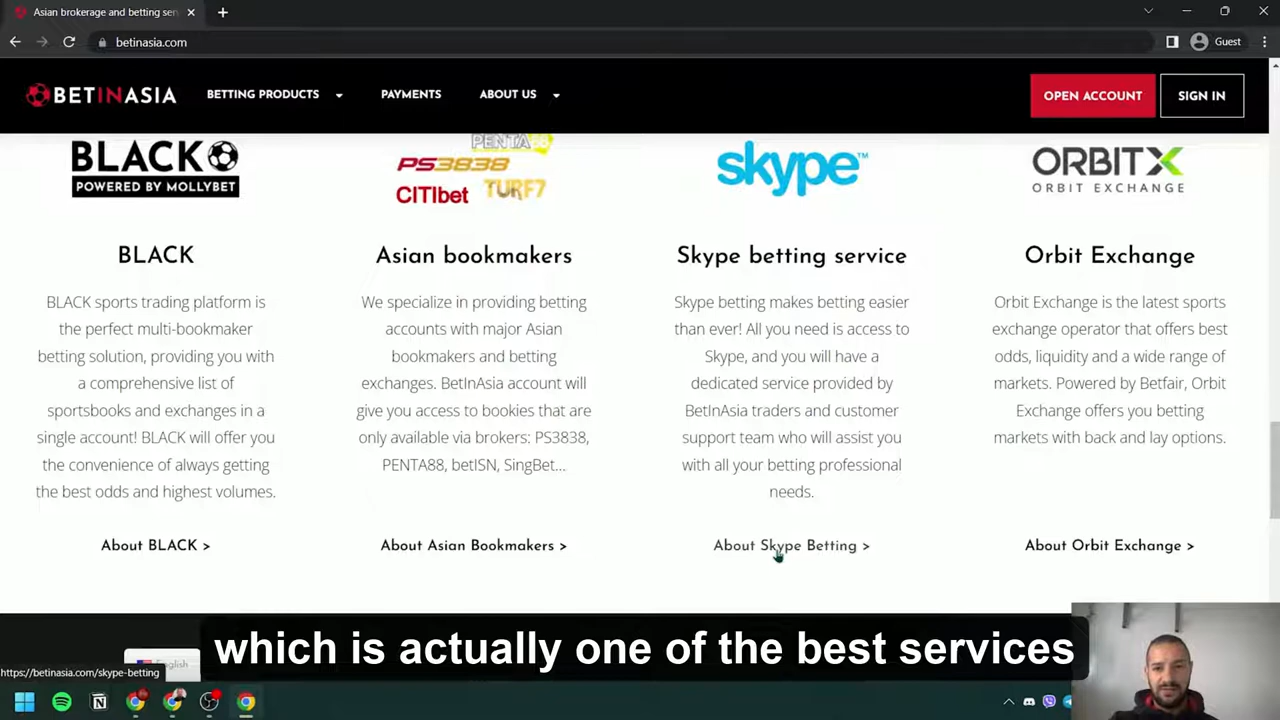 Asian brokerage and betting ser
betinasia.com
Guest
BETINASIA
BETTING PRODUCTS
PAYMENTS
ABOUT US
OPEN ACCOUNT
SIGN IN
BLACK
POWERED BY MOLLYBET
PENTA88
PS3838
CITIbet
TURF7
skype™
ORBITX
ORBIT EXCHANGE
BLACK
BLACK sports trading platform is
the perfect multi-bookmaker
betting solution, providing you with
a comprehensive list of
sportsbooks and exchanges in a
single account! BLACK will offer you
the convenience of always getting
the best odds and highest volumes.
About BLACK >
Asian bookmakers
We specialize in providing betting
accounts with major Asian
bookmakers and betting
exchanges. BetInAsia account will
give you access to bookies that are
only available via brokers: PS3838,
PENTA88, betISN, SingBet...
About Asian Bookmakers >
Skype betting service
Skype betting makes betting easier
than ever! All you need is access to
Skype, and you will have a
dedicated service provided by
BetInAsia traders and customer
support team who will assist you
with all your betting professional
needs.
About Skype Betting >
Orbit Exchange
Orbit Exchange is the latest sports
exchange operator that offers best
odds, liquidity and a wide range of
markets. Powered by Betfair, Orbit
Exchange offers you betting
markets with back and lay options.
About Orbit Exchange >
which is actually one of the best services
English
https://betinasia.com/skype-betting